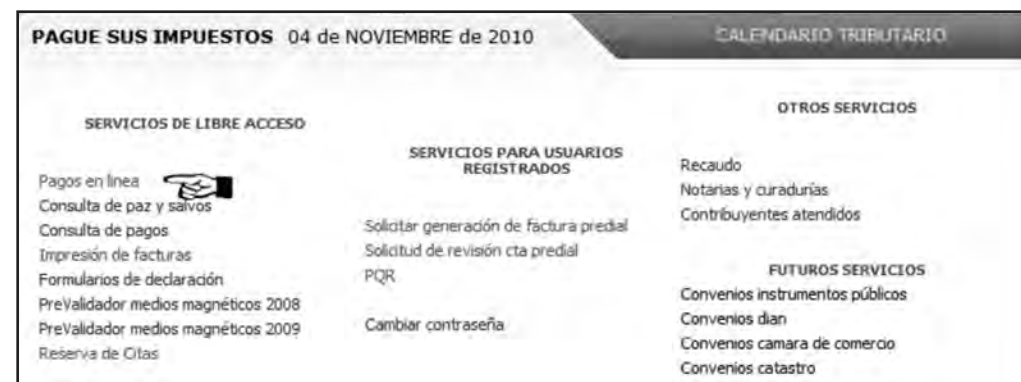 PAGUE SUS IMPUESTOS 04 de NOVIEMBRE de 2010
CALENDARIO TRIBUTARIO
SERVICIOS DE LIBRE ACCESO
Pagos en linea
Consulta de paz y salvos
Consulta de pagos
Impresión de facturas
Formularios de declaración
PreValidador medios magnéticos 2008
PreValidador medios magnéticos 2009
Reserva de Citas
SERVICIOS PARA USUARIOS
REGISTRADOS
Solicitar generación de factura predial
Solicitud de revisión cta predial
PQR
Cambiar contraseña
OTROS SERVICIOS
Recaudo
Notarias y curadurías
Contribuyentes atendidos
FUTUROS SERVICIOS
Convenios instrumentos públicos
Convenios dian
Convenios camara de comercio
Convenios catastro